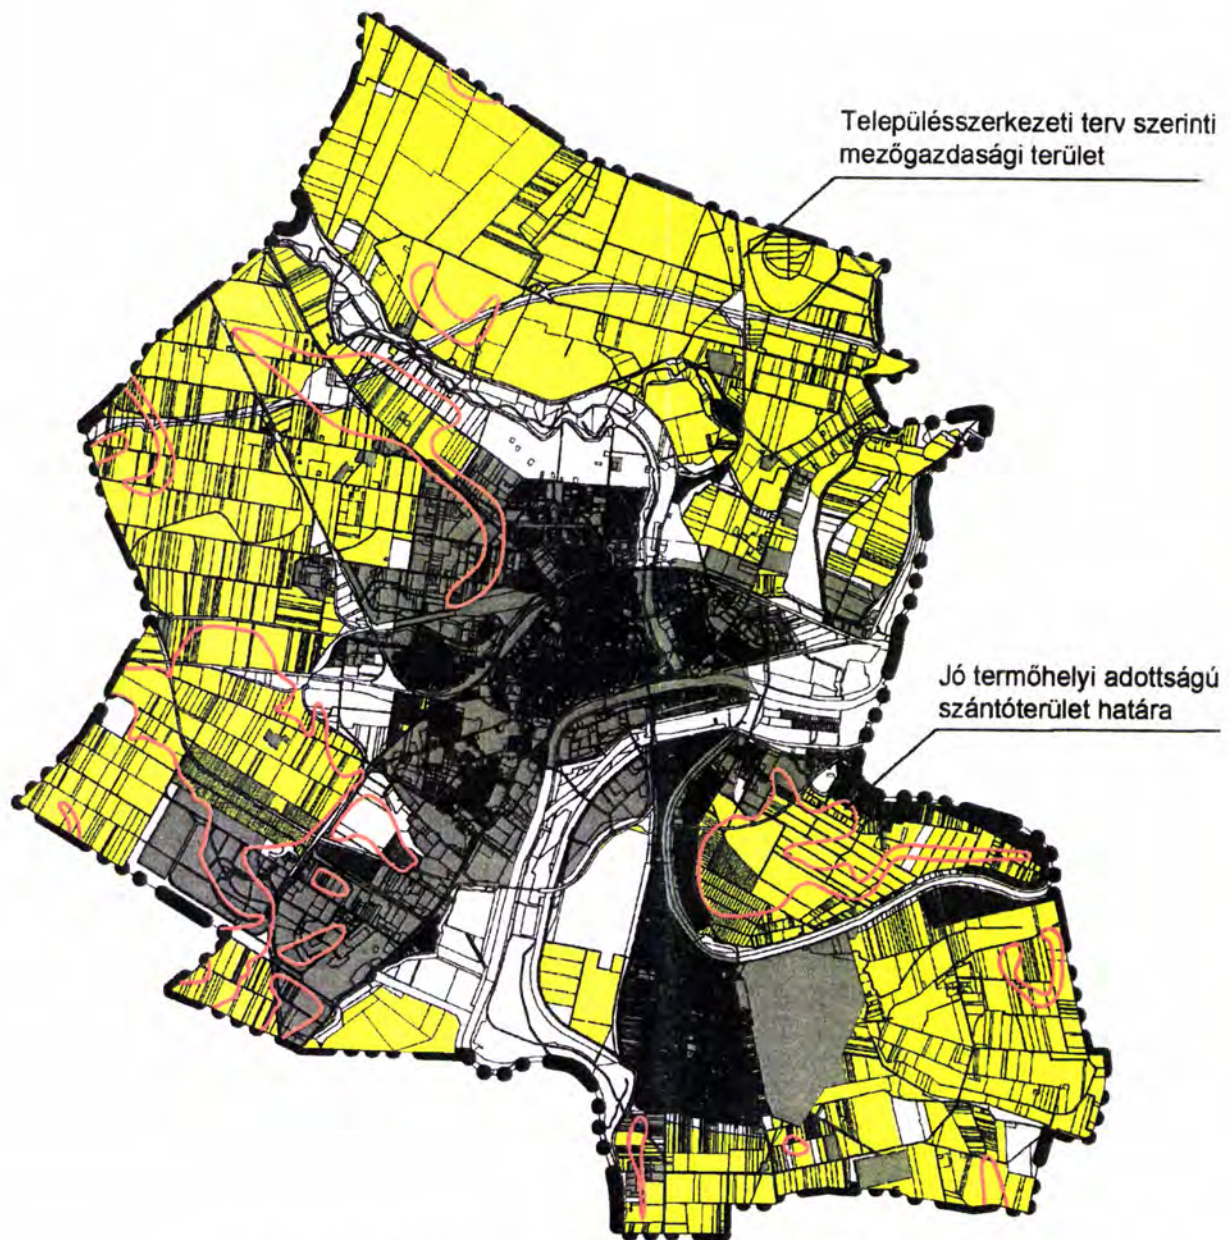 Településszerkezeti terv szerinti
mezőgazdasági terület
Jó termőhelyi adottságú
szántóterület határa